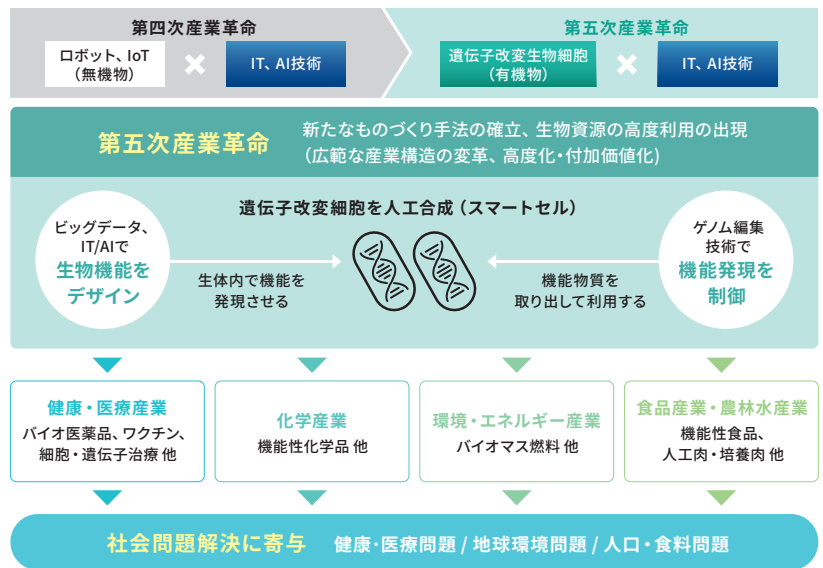 第四次産業革命
ロボット、IoT
（無機物）
IT、AI技術
第五次産業革命
遺伝子改変生物細胞
（有機物）
IT、AI技術
第五次産業革命
新たなものづくり手法の確立、生物資源の高度利用の出現
（広範な産業構造の変革、高度化・付加価値化)
遺伝子改変細胞を人工合成（スマートセル）
ビッグデータ、
IT/AIで
生物機能を
デザイン
生体内で機能を
発現させる
機能物質を
取り出して利用する
ゲノム編集
技術で
機能発現を
制御
健康・医療産業
バイオ医薬品、ワクチン、
細胞・遺伝子治療 他
化学産業
機能性化学品 他
環境・エネルギー産業
バイオマス燃料 他
食品産業・農林水産業
機能性食品、
人工肉・培養肉 他
社会問題解決に寄与 健康・医療問題 / 地球環境問題 / 人口・食料問題